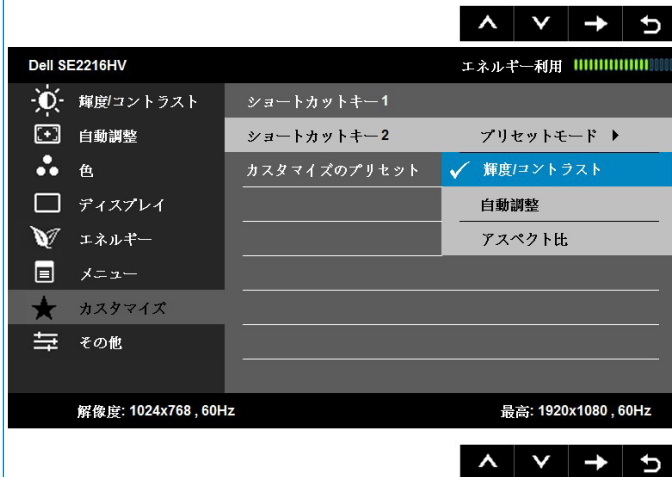 Dell SE2216HV エネルギー利用
輝度/コントラスト ショートカットキー1
自動調整 ショートカットキー2 プリセットモード
色 カスタマイズのプリセット 輝度/コントラスト
ディスプレイ 自動調整
エネルギー アスペクト比
メニュー
カスタマイズ
その他
解像度: 1024x768 , 60Hz 最高: 1920x1080 , 60Hz